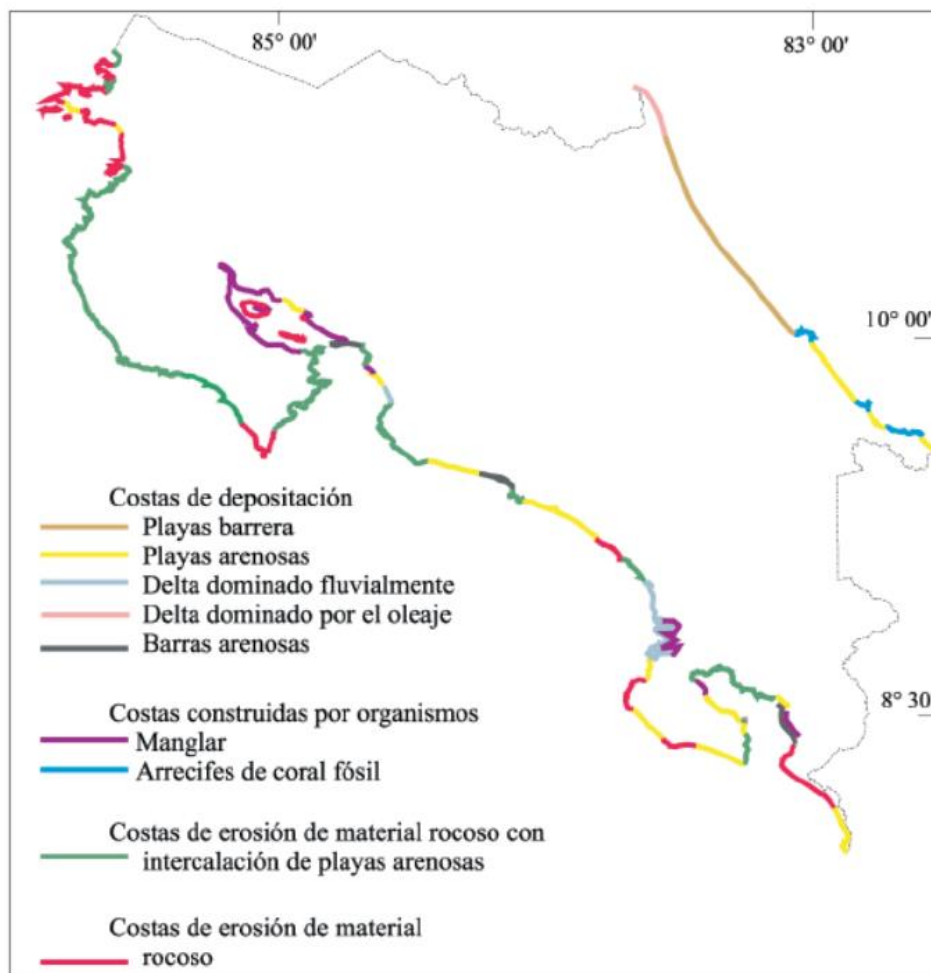 85° 00'
83° 00'
10° 00'
8° 30
Costas de depositación
Playas barrera
Playas arenosas
Delta dominado fluvialmente
Delta dominado por el oleaje
Barras arenosas
Costas construidas por organismos
Manglar
Arrecifes de coral fósil
Costas de erosión de material rocoso con
intercalación de playas arenosas
Costas de erosión de material
rocoso